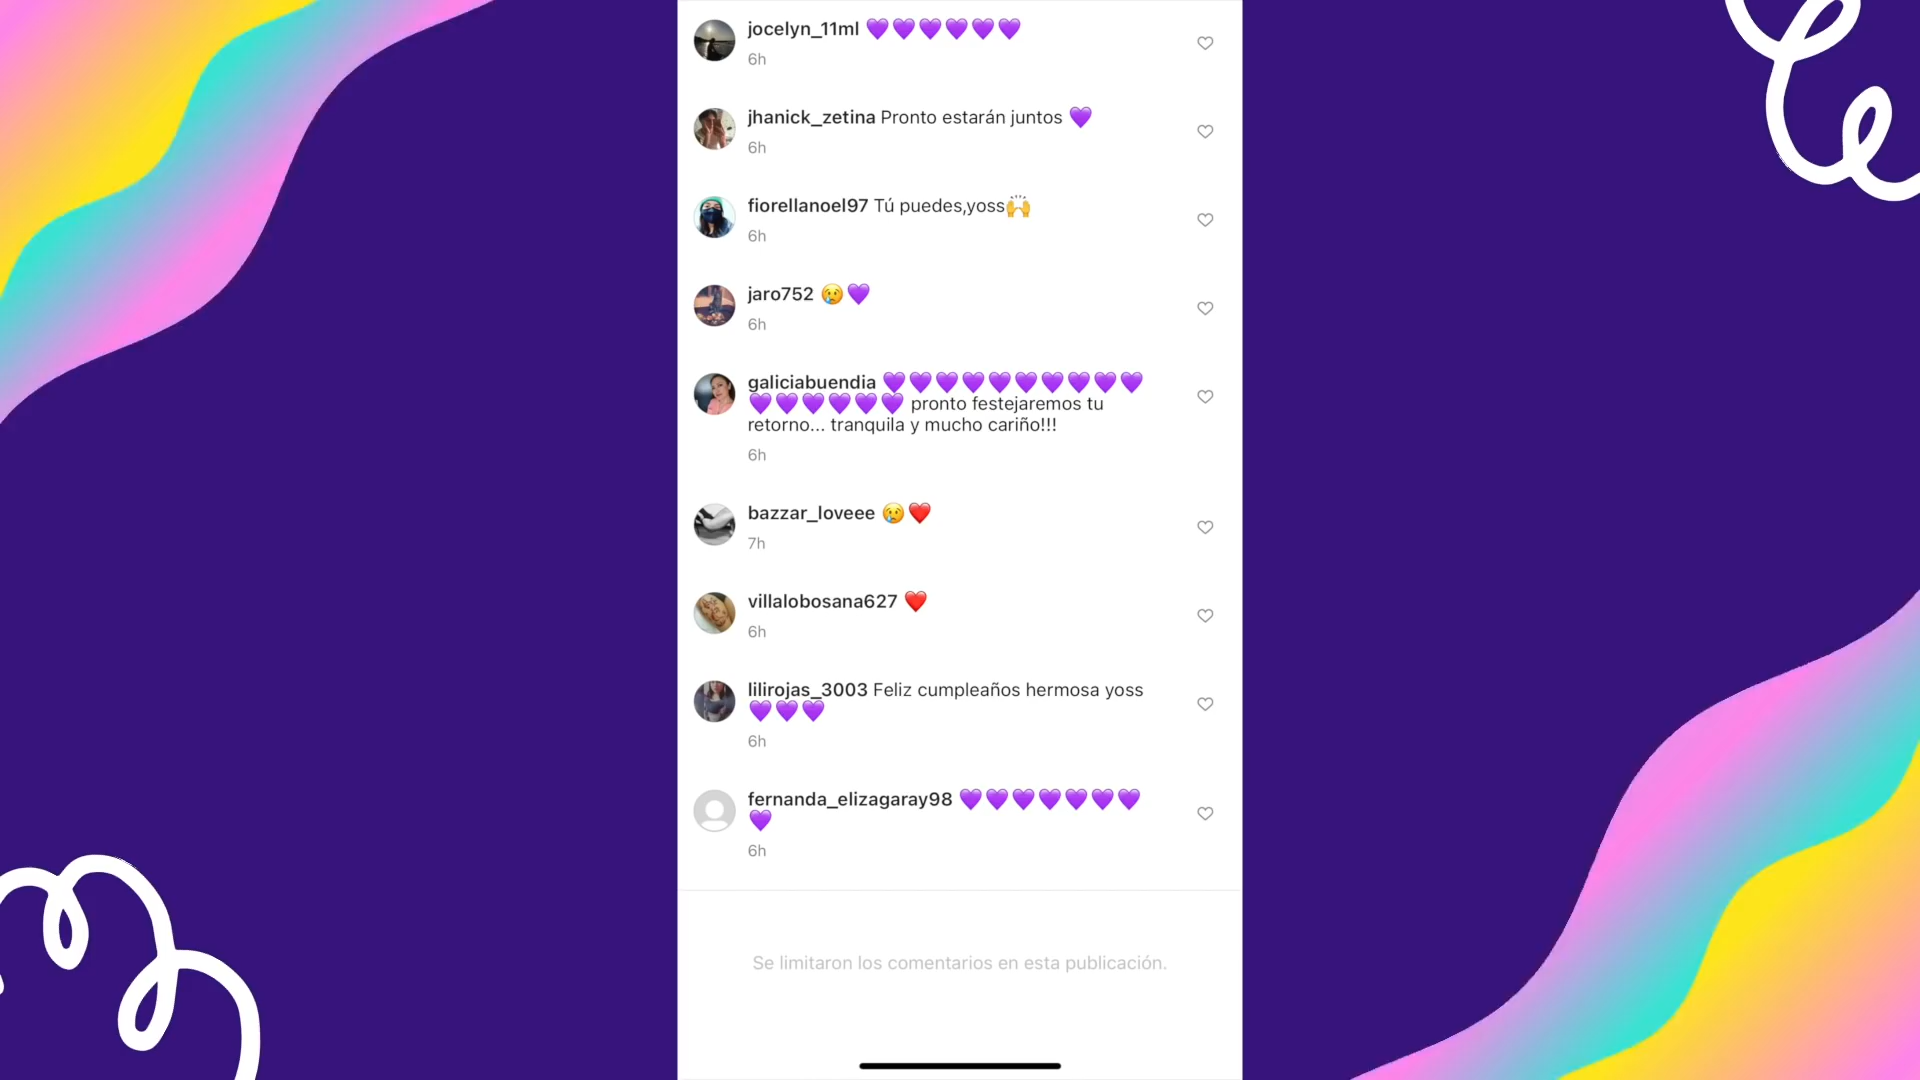 jocelyn_11ml 💜💜💜💜💜💜
6h
jhanick_zetina Pronto estarán juntos 💜
6h
fiorellanoel97 Tú puedes,yoss🙌
6h
jaro752 😢💜
6h
galiciabuendia 💜💜💜💜💜💜💜💜💜💜
💜💜💜💜💜💜 pronto festejaremos tu
retorno... tranquila y mucho cariño!!!
6h
bazzar_loveee 😢❤️
7h
villalobosana627 ❤️
6h
lilirojas_3003 Feliz cumpleaños hermosa yoss
💜💜💜
6h
fernanda_elizagaray98 💜💜💜💜💜💜💜
💜
6h
Se limitaron los comentarios en esta publicación.